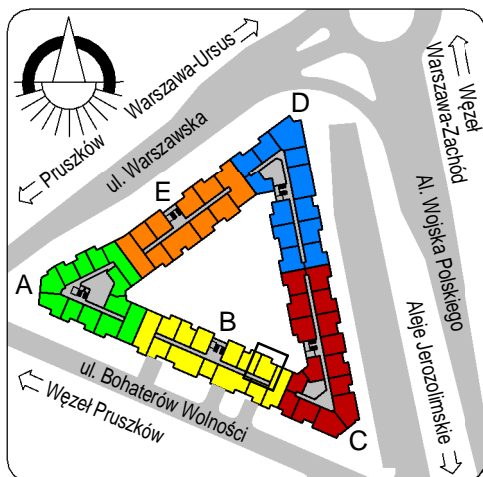 Warszawa-Ursus
Pruszków
ul. Warszawska
D
Węzeł
Warszawa-Zachód
Al. Wojska Polskiego
E
A
B
ul. Bohaterów Wolności
Węzeł Pruszków
C
Aleje Jerozolimskie